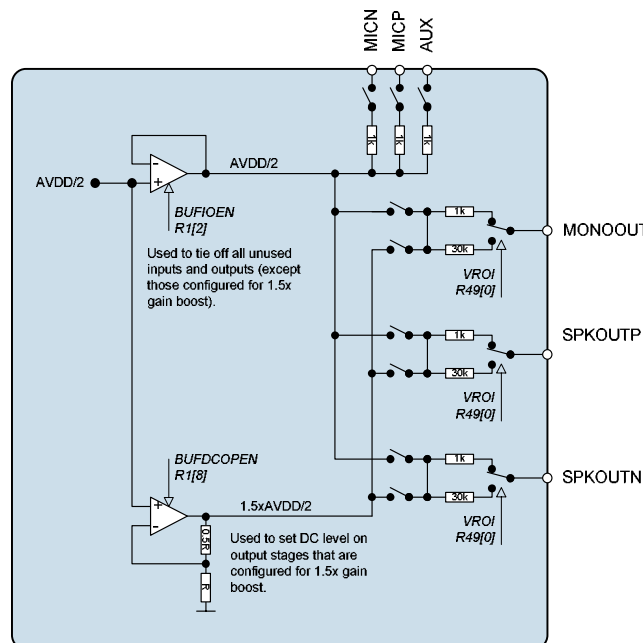 MICN
MICP
AUX
1k
1k
1k
AVDD/2
-
+
AVDD/2
BUFIOEN
R1[2]
Used to tie off all unused
inputs and outputs (except
those configured for 1.5x
gain boost).
1k
30k
MONOOUT
VROI
R49[0]
1k
30k
SPKOUTP
VROI
R49[0]
BUFDCOPEN
R1[8]
+
-
1.5xAVDD/2
0.5R
R
Used to set DC level on
output stages that are
configured for 1.5x gain
boost.
1k
30k
SPKOUTN
VROI
R49[0]